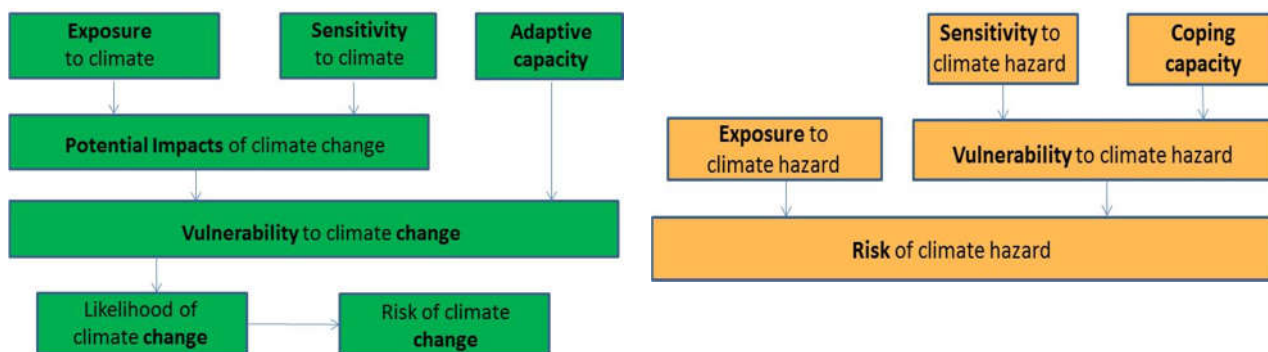 Exposure
to climate
Sensitivity
to climate
Adaptive
capacity
Potential Impacts of climate change
Vulnerability to climate change
Likelihood of
climate change
Risk of climate
change
Sensitivity to
climate hazard
Coping
capacity
Exposure to
climate hazard
Vulnerability to climate hazard
Risk of climate hazard